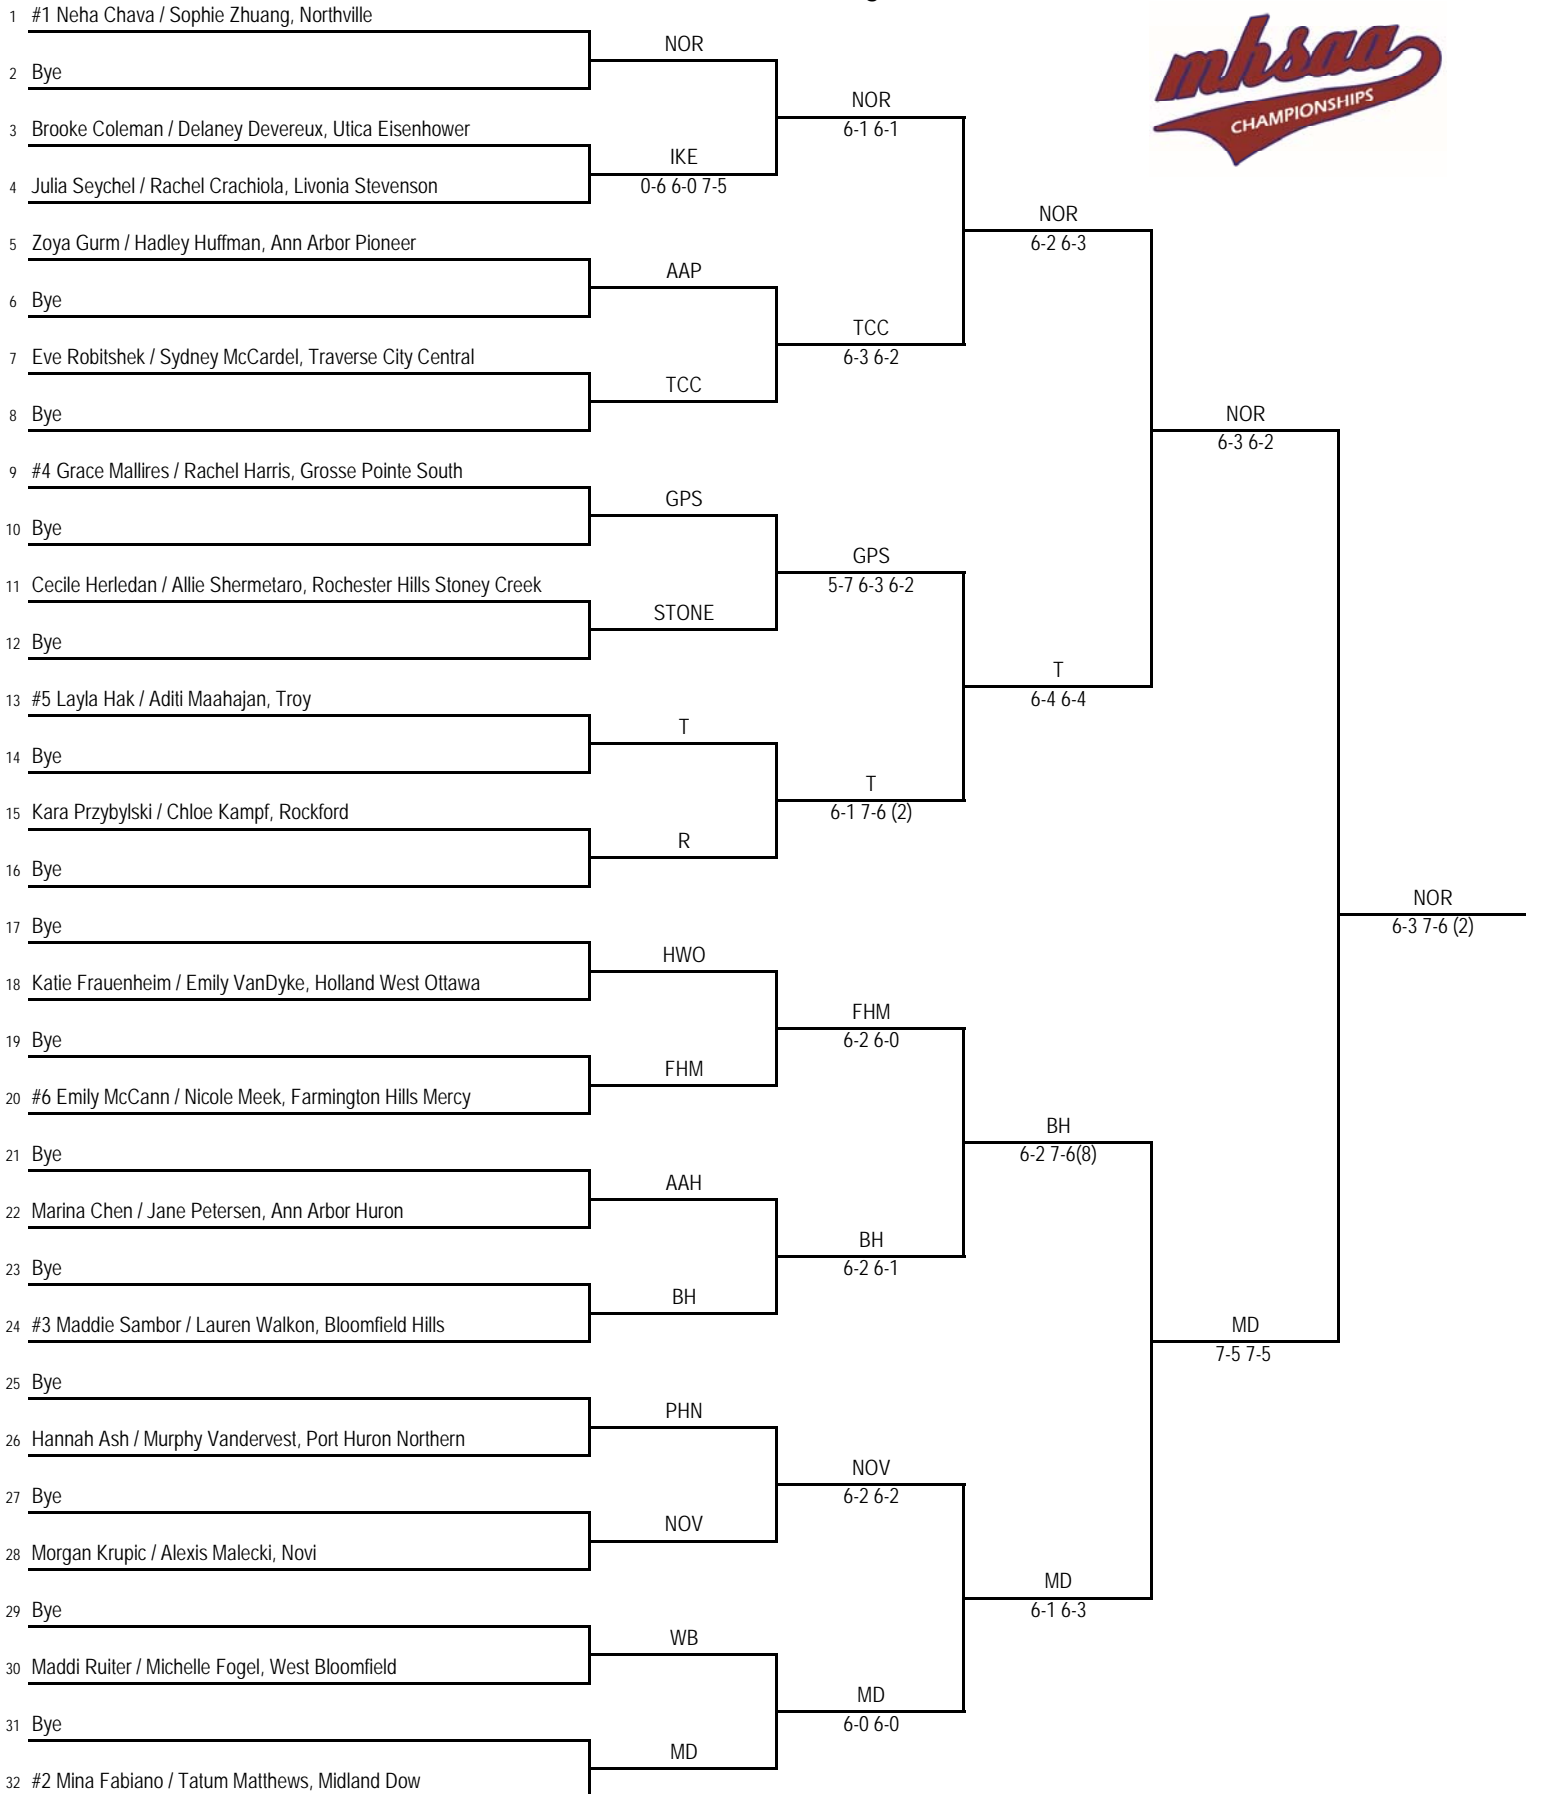 1 #1 Neha Chava / Sophie Zhuang, Northville
NOR
2 Bye
NOR
6-1 6-1
3 Brooke Coleman / Delaney Devereux, Utica Eisenhower
IKE
0-6 6-0 7-5
4 Julia Seychel / Rachel Crachiola, Livonia Stevenson
NOR
6-2 6-3
5 Zoya Gurm / Hadley Huffman, Ann Arbor Pioneer
AAP
6 Bye
TCC
6-3 6-2
7 Eve Robitshek / Sydney McCardel, Traverse City Central
TCC
8 Bye
NOR
6-3 6-2
9 #4 Grace Mallires / Rachel Harris, Grosse Pointe South
GPS
10 Bye
GPS
5-7 6-3 6-2
11 Cecile Herledan / Allie Shermetaro, Rochester Hills Stoney Creek
STONE
12 Bye
T
6-4 6-4
13 #5 Layla Hak / Aditi Maahajan, Troy
T
14 Bye
T
6-1 7-6 (2)
15 Kara Przybylski / Chloe Kampf, Rockford
R
16 Bye
NOR
6-3 7-6 (2)
17 Bye
HWO
18 Katie Frauenheim / Emily VanDyke, Holland West Ottawa
FHM
6-2 6-0
19 Bye
FHM
20 #6 Emily McCann / Nicole Meek, Farmington Hills Mercy
BH
6-2 7-6(8)
21 Bye
AAH
22 Marina Chen / Jane Petersen, Ann Arbor Huron
BH
6-2 6-1
23 Bye
BH
24 #3 Maddie Sambor / Lauren Walkon, Bloomfield Hills
MD
7-5 7-5
25 Bye
PHN
26 Hannah Ash / Murphy Vandervest, Port Huron Northern
NOV
6-2 6-2
27 Bye
NOV
28 Morgan Krupic / Alexis Malecki, Novi
MD
6-1 6-3
29 Bye
WB
30 Maddi Ruiter / Michelle Fogel, West Bloomfield
MD
6-0 6-0
31 Bye
MD
32 #2 Mina Fabiano / Tatum Matthews, Midland Dow
mhsaa
CHAMPIONSHIPS